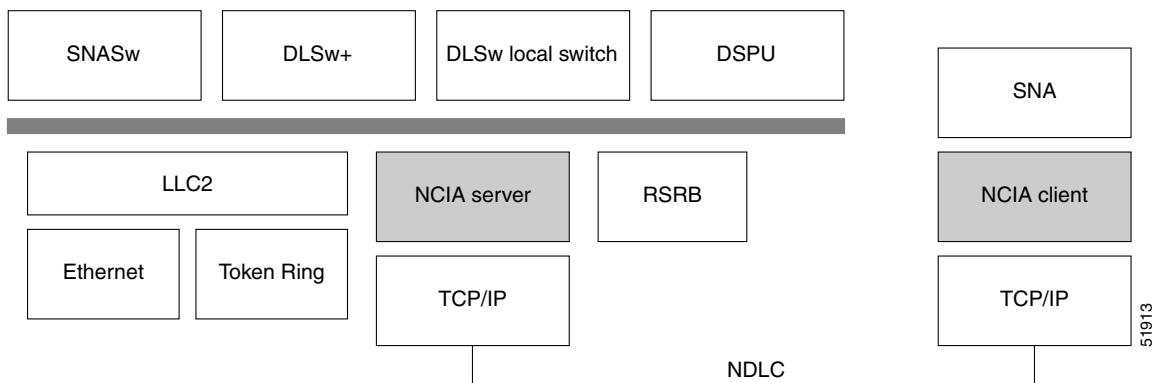 SNASw
DLSw+
DLSw local switch
DSPU
SNA
LLC2
NCIA server
RSRB
NCIA client
Ethernet
Token Ring
TCP/IP
TCP/IP
51913
NDLC